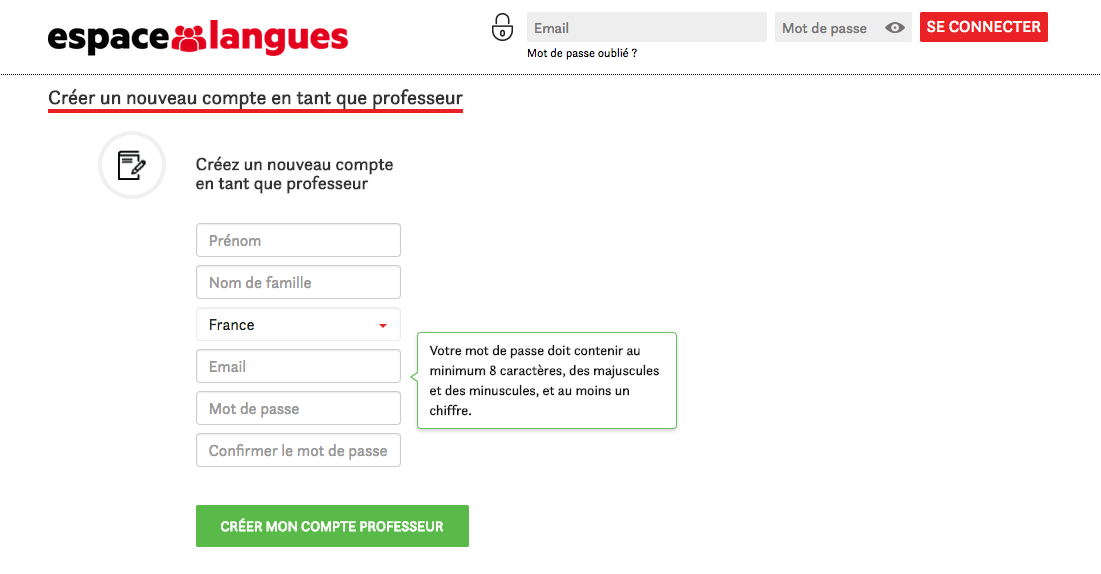 espace langues
Email
Mot de passe
SE CONNECTER
Mot de passe oublié ?
Créer un nouveau compte en tant que professeur
Créez un nouveau compte
en tant que professeur
Prénom
Nom de famille
France
Email
Mot de passe
Confirmer le mot de passe
Votre mot de passe doit contenir au
minimum 8 caractères, des majuscules
et des minuscules, et au moins un
chiffre.
CRÉER MON COMPTE PROFESSEUR